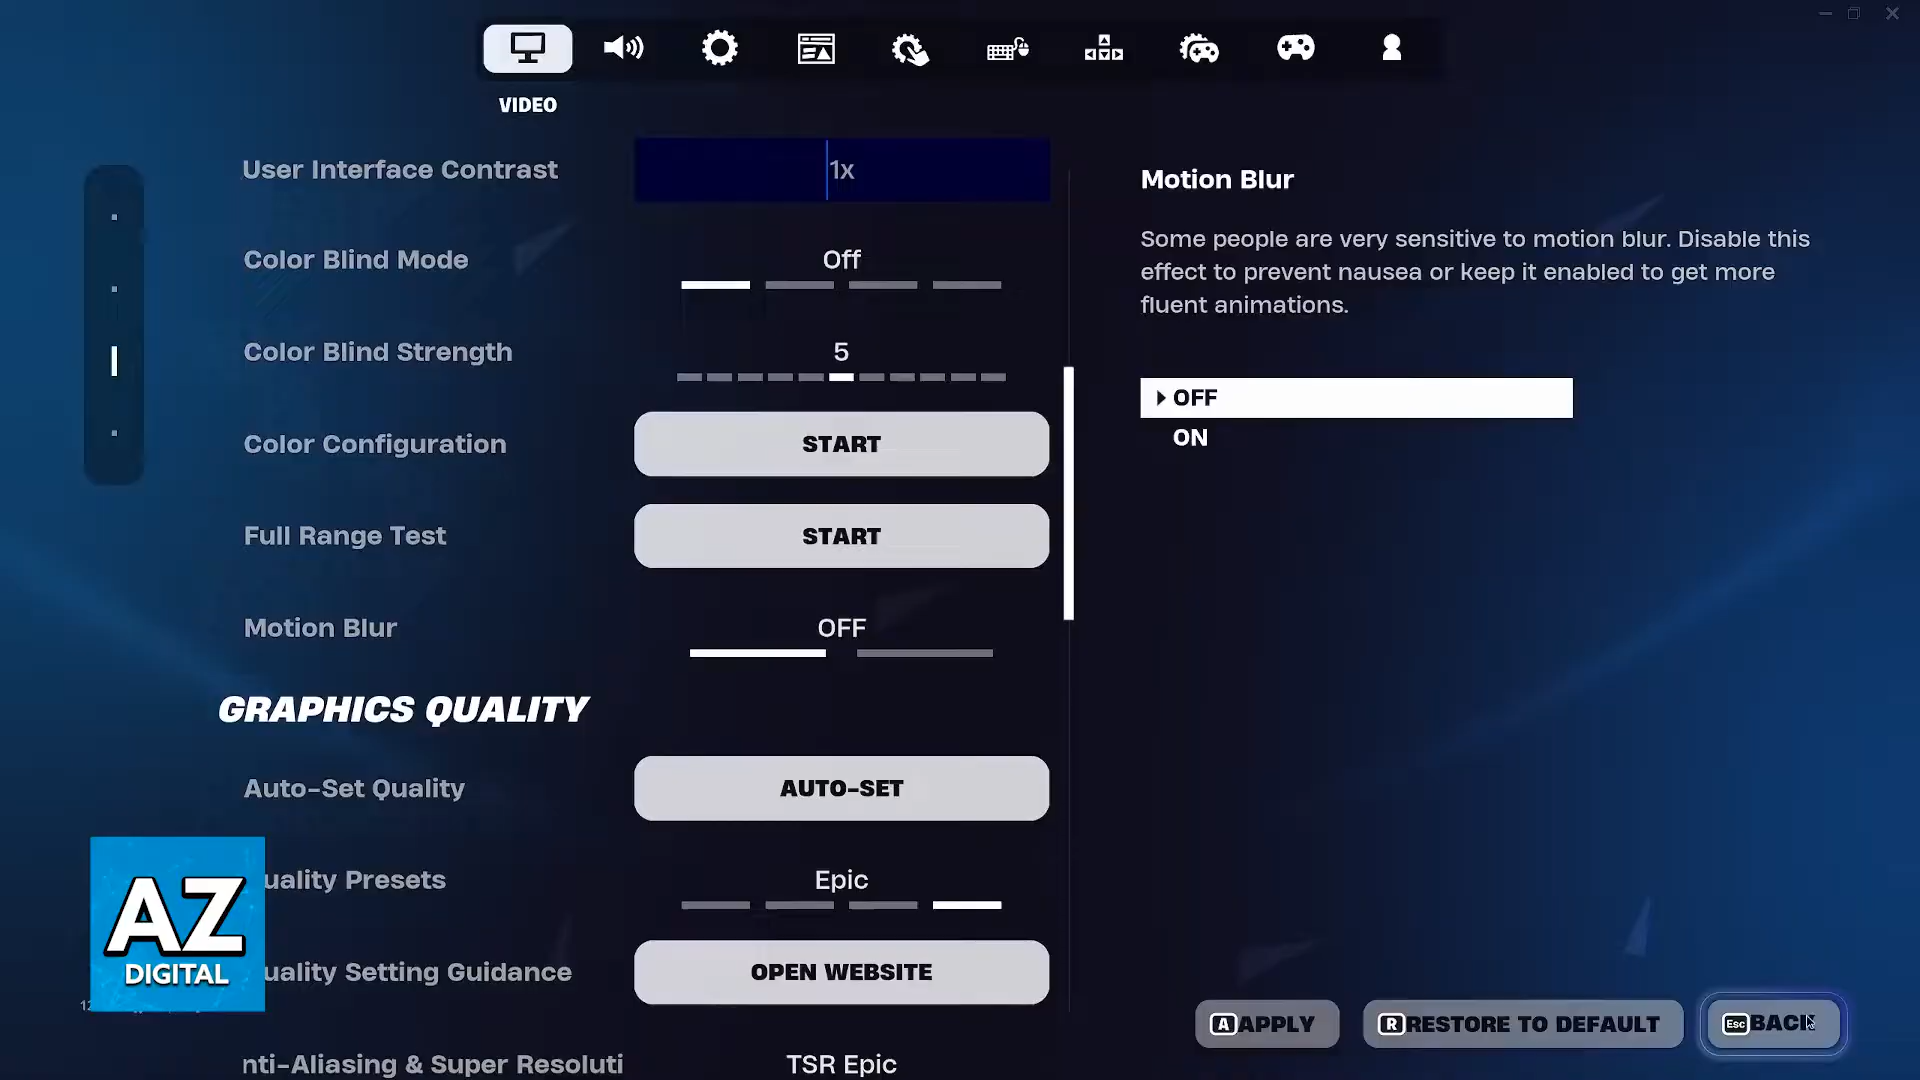 VIDEO
User Interface Contrast
1x
Color Blind Mode
Off
Color Blind Strength
5
Color Configuration
START
Full Range Test
START
Motion Blur
OFF
GRAPHICS QUALITY
Auto-Set Quality
AUTO-SET
uality Presets
Epic
uality Setting Guidance
OPEN WEBSITE
nti-Aliasing & Super Resoluti
TSR Epic
Motion Blur
Some people are very sensitive to motion blur. Disable this
effect to prevent nausea or keep it enabled to get more
fluent animations.
OFF
ON
AZ
DIGITAL
A APPLY
R RESTORE TO DEFAULT
Esc BACK